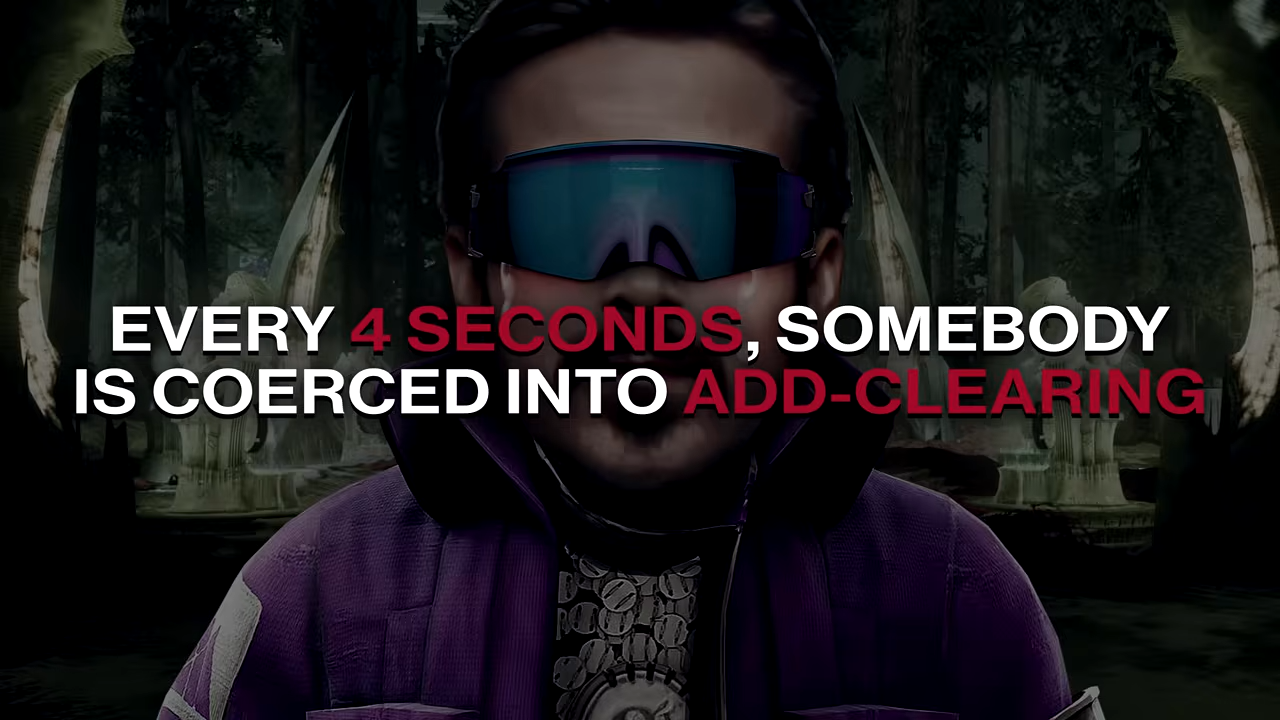 EVERY 4 SECONDS, SOMEBODY
IS COERCED INTO ADD-CLEARING